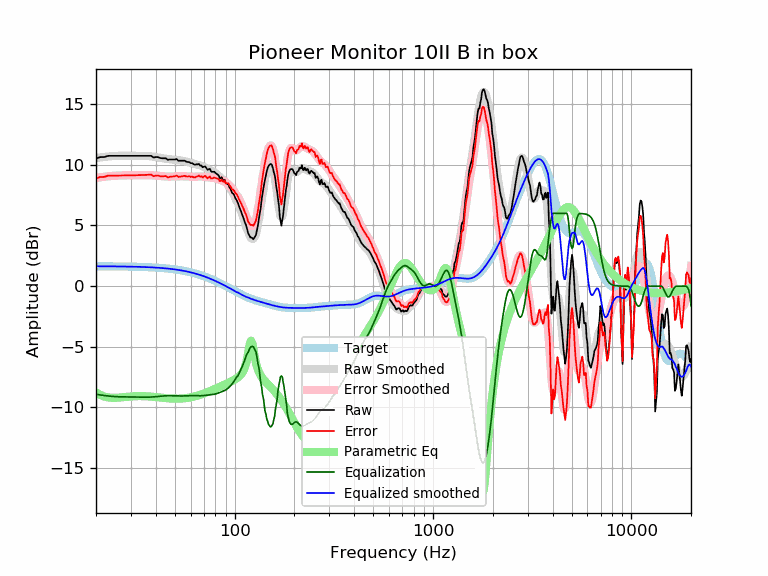 Pioneer Monitor 10II B in box
Amplitude (dBr)
15
10
5
0
−5
−10
−15
Target
Raw Smoothed
Error Smoothed
Raw
Error
Parametric Eq
Equalization
Equalized smoothed
100
1000
10000
Frequency (Hz)